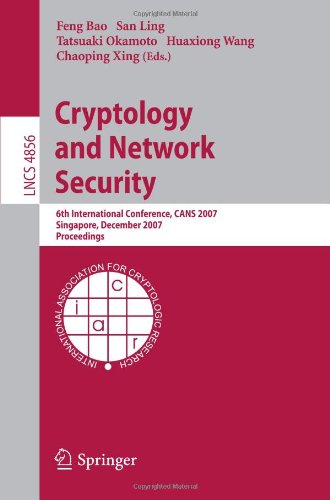 Feng Bao San Ling
Tatsuaki Okamoto Huaxiong Wang
Chaoping Xing (Eds.)
LNCS 4856
Cryptology
and Network
Security
6th International Conference, CANS 2007
Singapore, December 2007
Proceedings
INTERNATIONAL ASSOCIATION FOR CRYPTOLOGIC RESEARCH
i
a
c
r
Springer